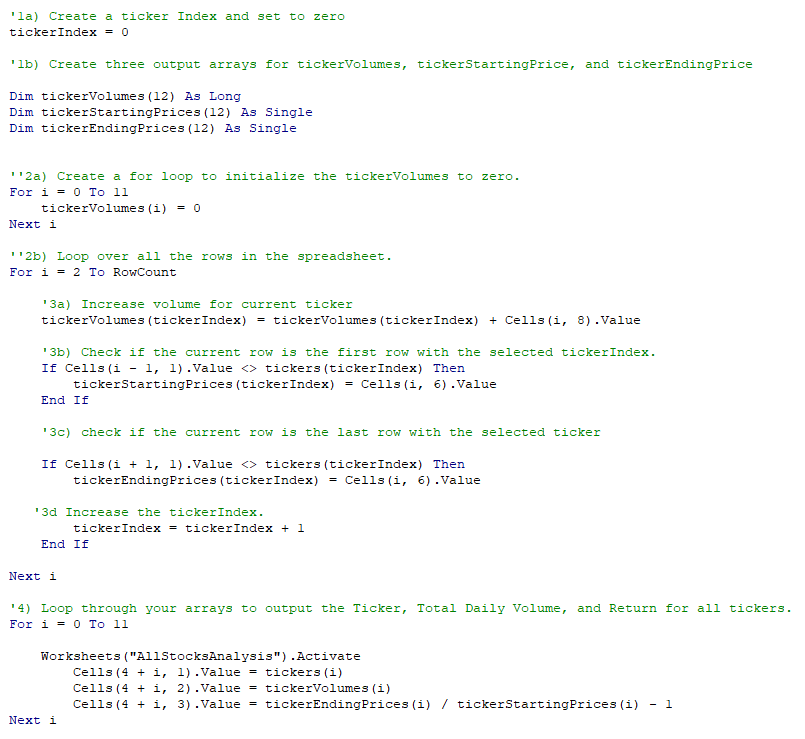 '1a) Create a ticker Index and set to zero
tickerIndex = 0
'1b) Create three output arrays for tickerVolumes, tickerStartingPrice, and tickerEndingPrice
Dim tickerVolumes(12) As Long
Dim tickerStartingPrices(12) As Single
Dim tickerEndingPrices(12) As Single
''2a) Create a for loop to initialize the tickerVolumes to zero.
For i = 0 To 11
    tickerVolumes(i) = 0
Next i
''2b) Loop over all the rows in the spreadsheet.
For i = 2 To RowCount
    '3a) Increase volume for current ticker
    tickerVolumes(tickerIndex) = tickerVolumes(tickerIndex) + Cells(i, 8).Value
    '3b) Check if the current row is the first row with the selected tickerIndex.
    If Cells(i - 1, 1).Value <> tickers(tickerIndex) Then
        tickerStartingPrices(tickerIndex) = Cells(i, 6).Value
    End If
    '3c) check if the current row is the last row with the selected ticker
    If Cells(i + 1, 1).Value <> tickers(tickerIndex) Then
        tickerEndingPrices(tickerIndex) = Cells(i, 6).Value
   '3d Increase the tickerIndex.
        tickerIndex = tickerIndex + 1
    End If
Next i
'4) Loop through your arrays to output the Ticker, Total Daily Volume, and Return for all tickers.
For i = 0 To 11
    Worksheets("AllStocksAnalysis").Activate
        Cells(4 + i, 1).Value = tickers(i)
        Cells(4 + i, 2).Value = tickerVolumes(i)
        Cells(4 + i, 3).Value = tickerEndingPrices(i) / tickerStartingPrices(i) - 1
Next i